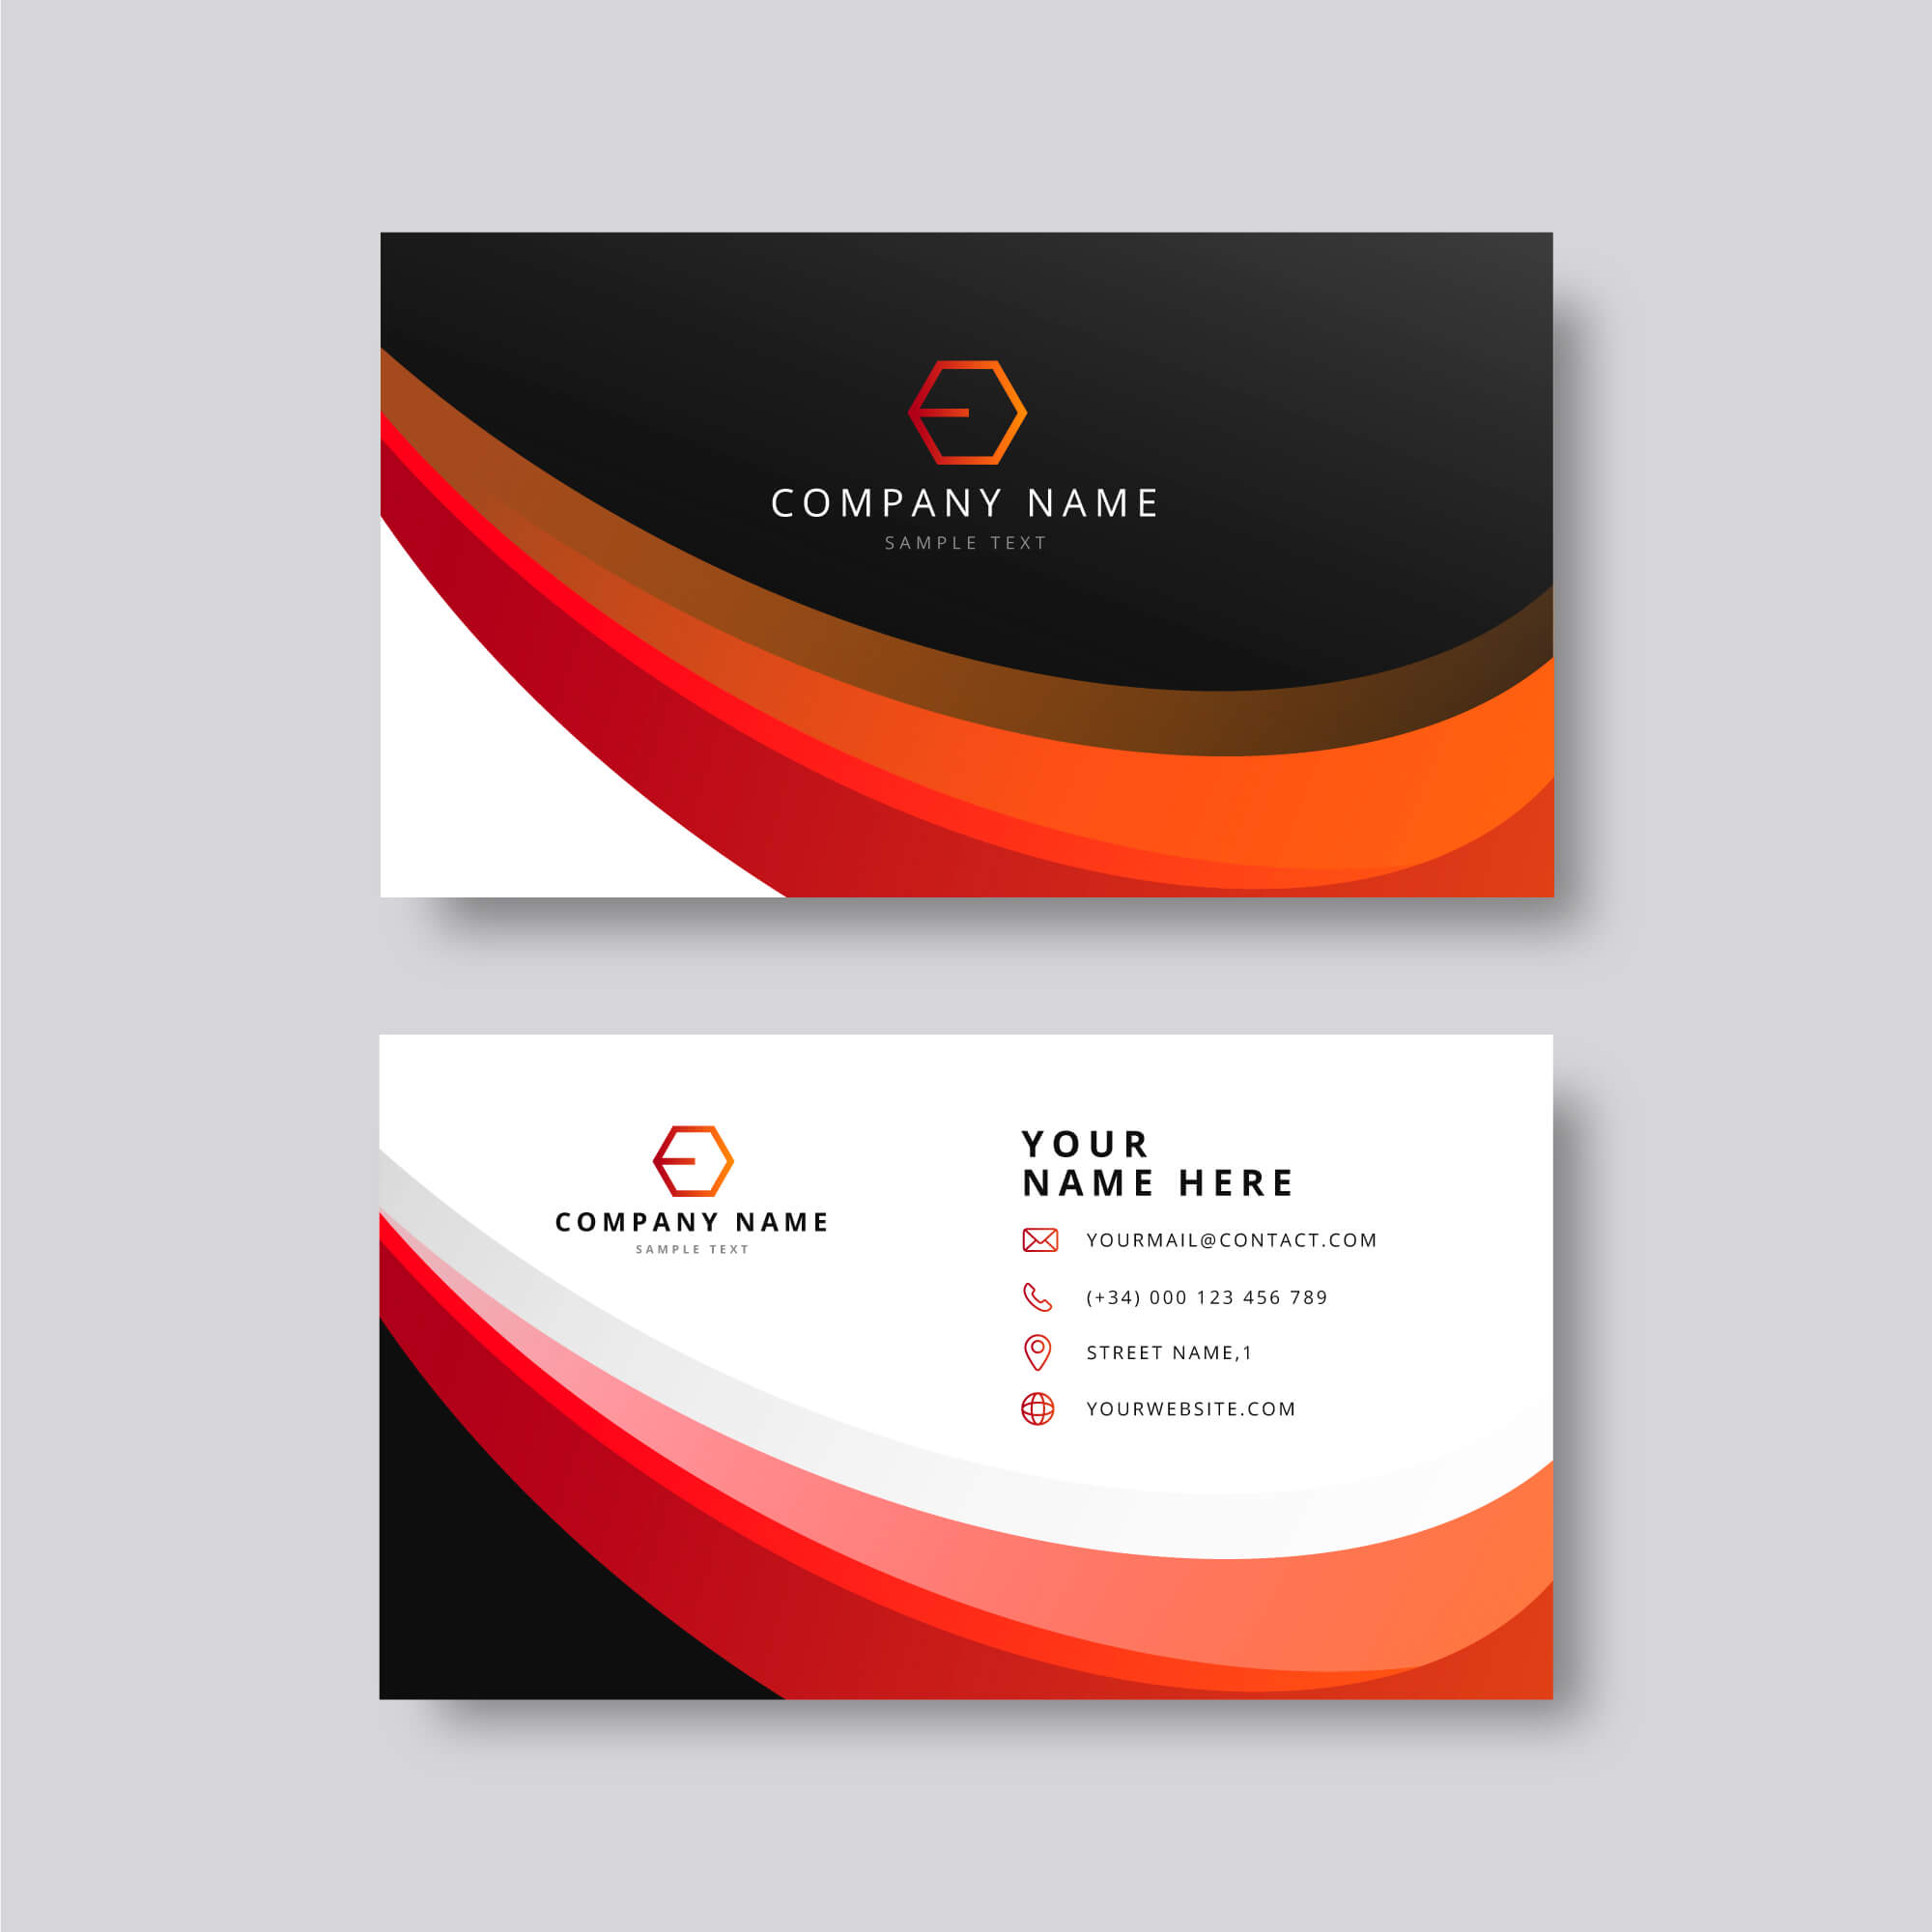 COMPANY NAME
SAMPLE TEXT
COMPANY NAME
SAMPLE TEXT
YOUR
NAME HERE
YOURMAIL@CONTACT.COM
(+34) 000 123 456 789
STREET NAME,1
YOURWEBSITE.COM